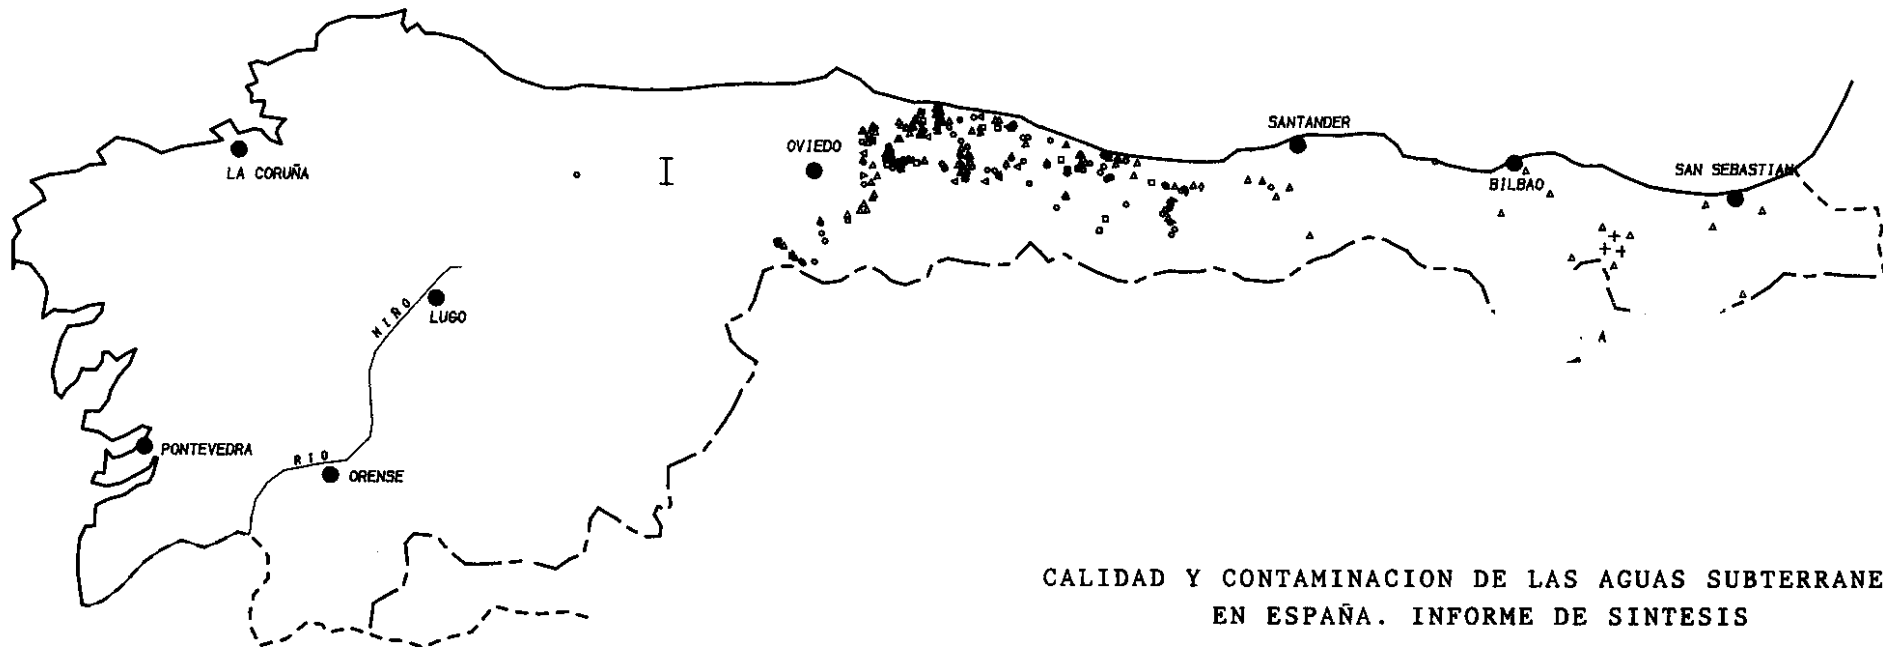 SANTANDER
OVIEDO
I
LA CORUÑA
SAN SEBASTIAN
BILBAO
MIÑO
LUGO
A
PONTEVEDRA
RIO
ORENSE
CALIDAD Y CONTAMINACION DE LAS AGUAS SUBTERRANE
EN ESPAÑA. INFORME DE SINTESIS